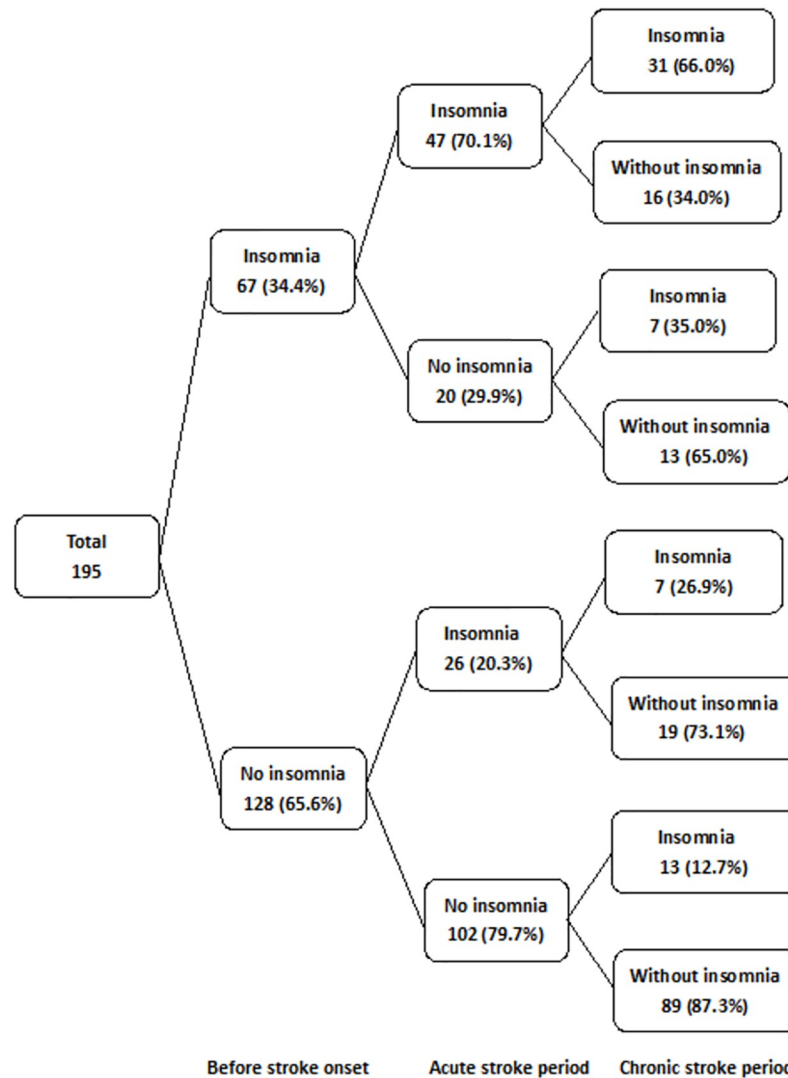 Total
195
Insomnia
67 (34.4%)
No insomnia
128 (65.6%)
Insomnia
47 (70.1%)
No insomnia
20 (29.9%)
Insomnia
26 (20.3%)
No insomnia
102 (79.7%)
Insomnia
31 (66.0%)
Without insomnia
16 (34.0%)
Insomnia
7 (35.0%)
Without insomnia
13 (65.0%)
Insomnia
7 (26.9%)
Without insomnia
19 (73.1%)
Insomnia
13 (12.7%)
Without insomnia
89 (87.3%)
Before stroke onset
Acute stroke period
Chronic stroke period